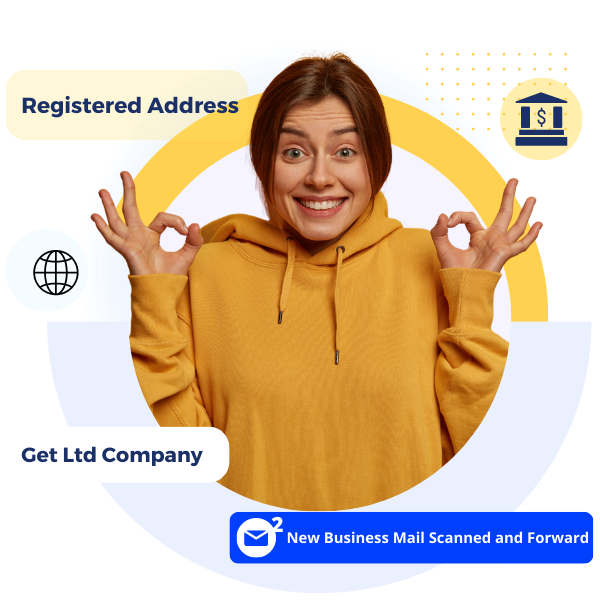 Registered Address
$
Get Ltd Company
2
New Business Mail Scanned and Forward